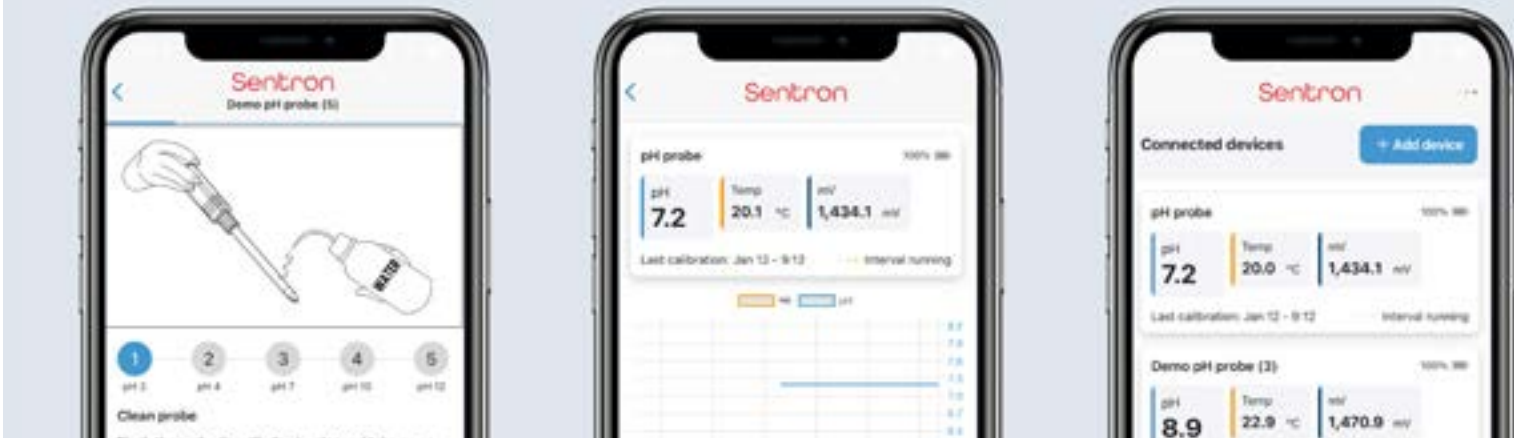 Sentron
Demo pH probe (5)
WATER
1 2 3 4 5
pH 4 pH 7 pH 10 pH 12
Clean probe
Sentron
pH probe 100%
pH Temp mV
7.2 20.1 °C 1,434.1 mV
Last calibration: Jan 12 - 9:12 Interval running
pH
Sentron
Connected devices + Add device
pH probe 100%
pH Temp mV
7.2 20.0 °C 1,434.1 mV
Last calibration: Jan 12 - 9:12 Interval running
Demo pH probe (3) 100%
pH Temp mV
8.9 22.9 °C 1,470.9 mV